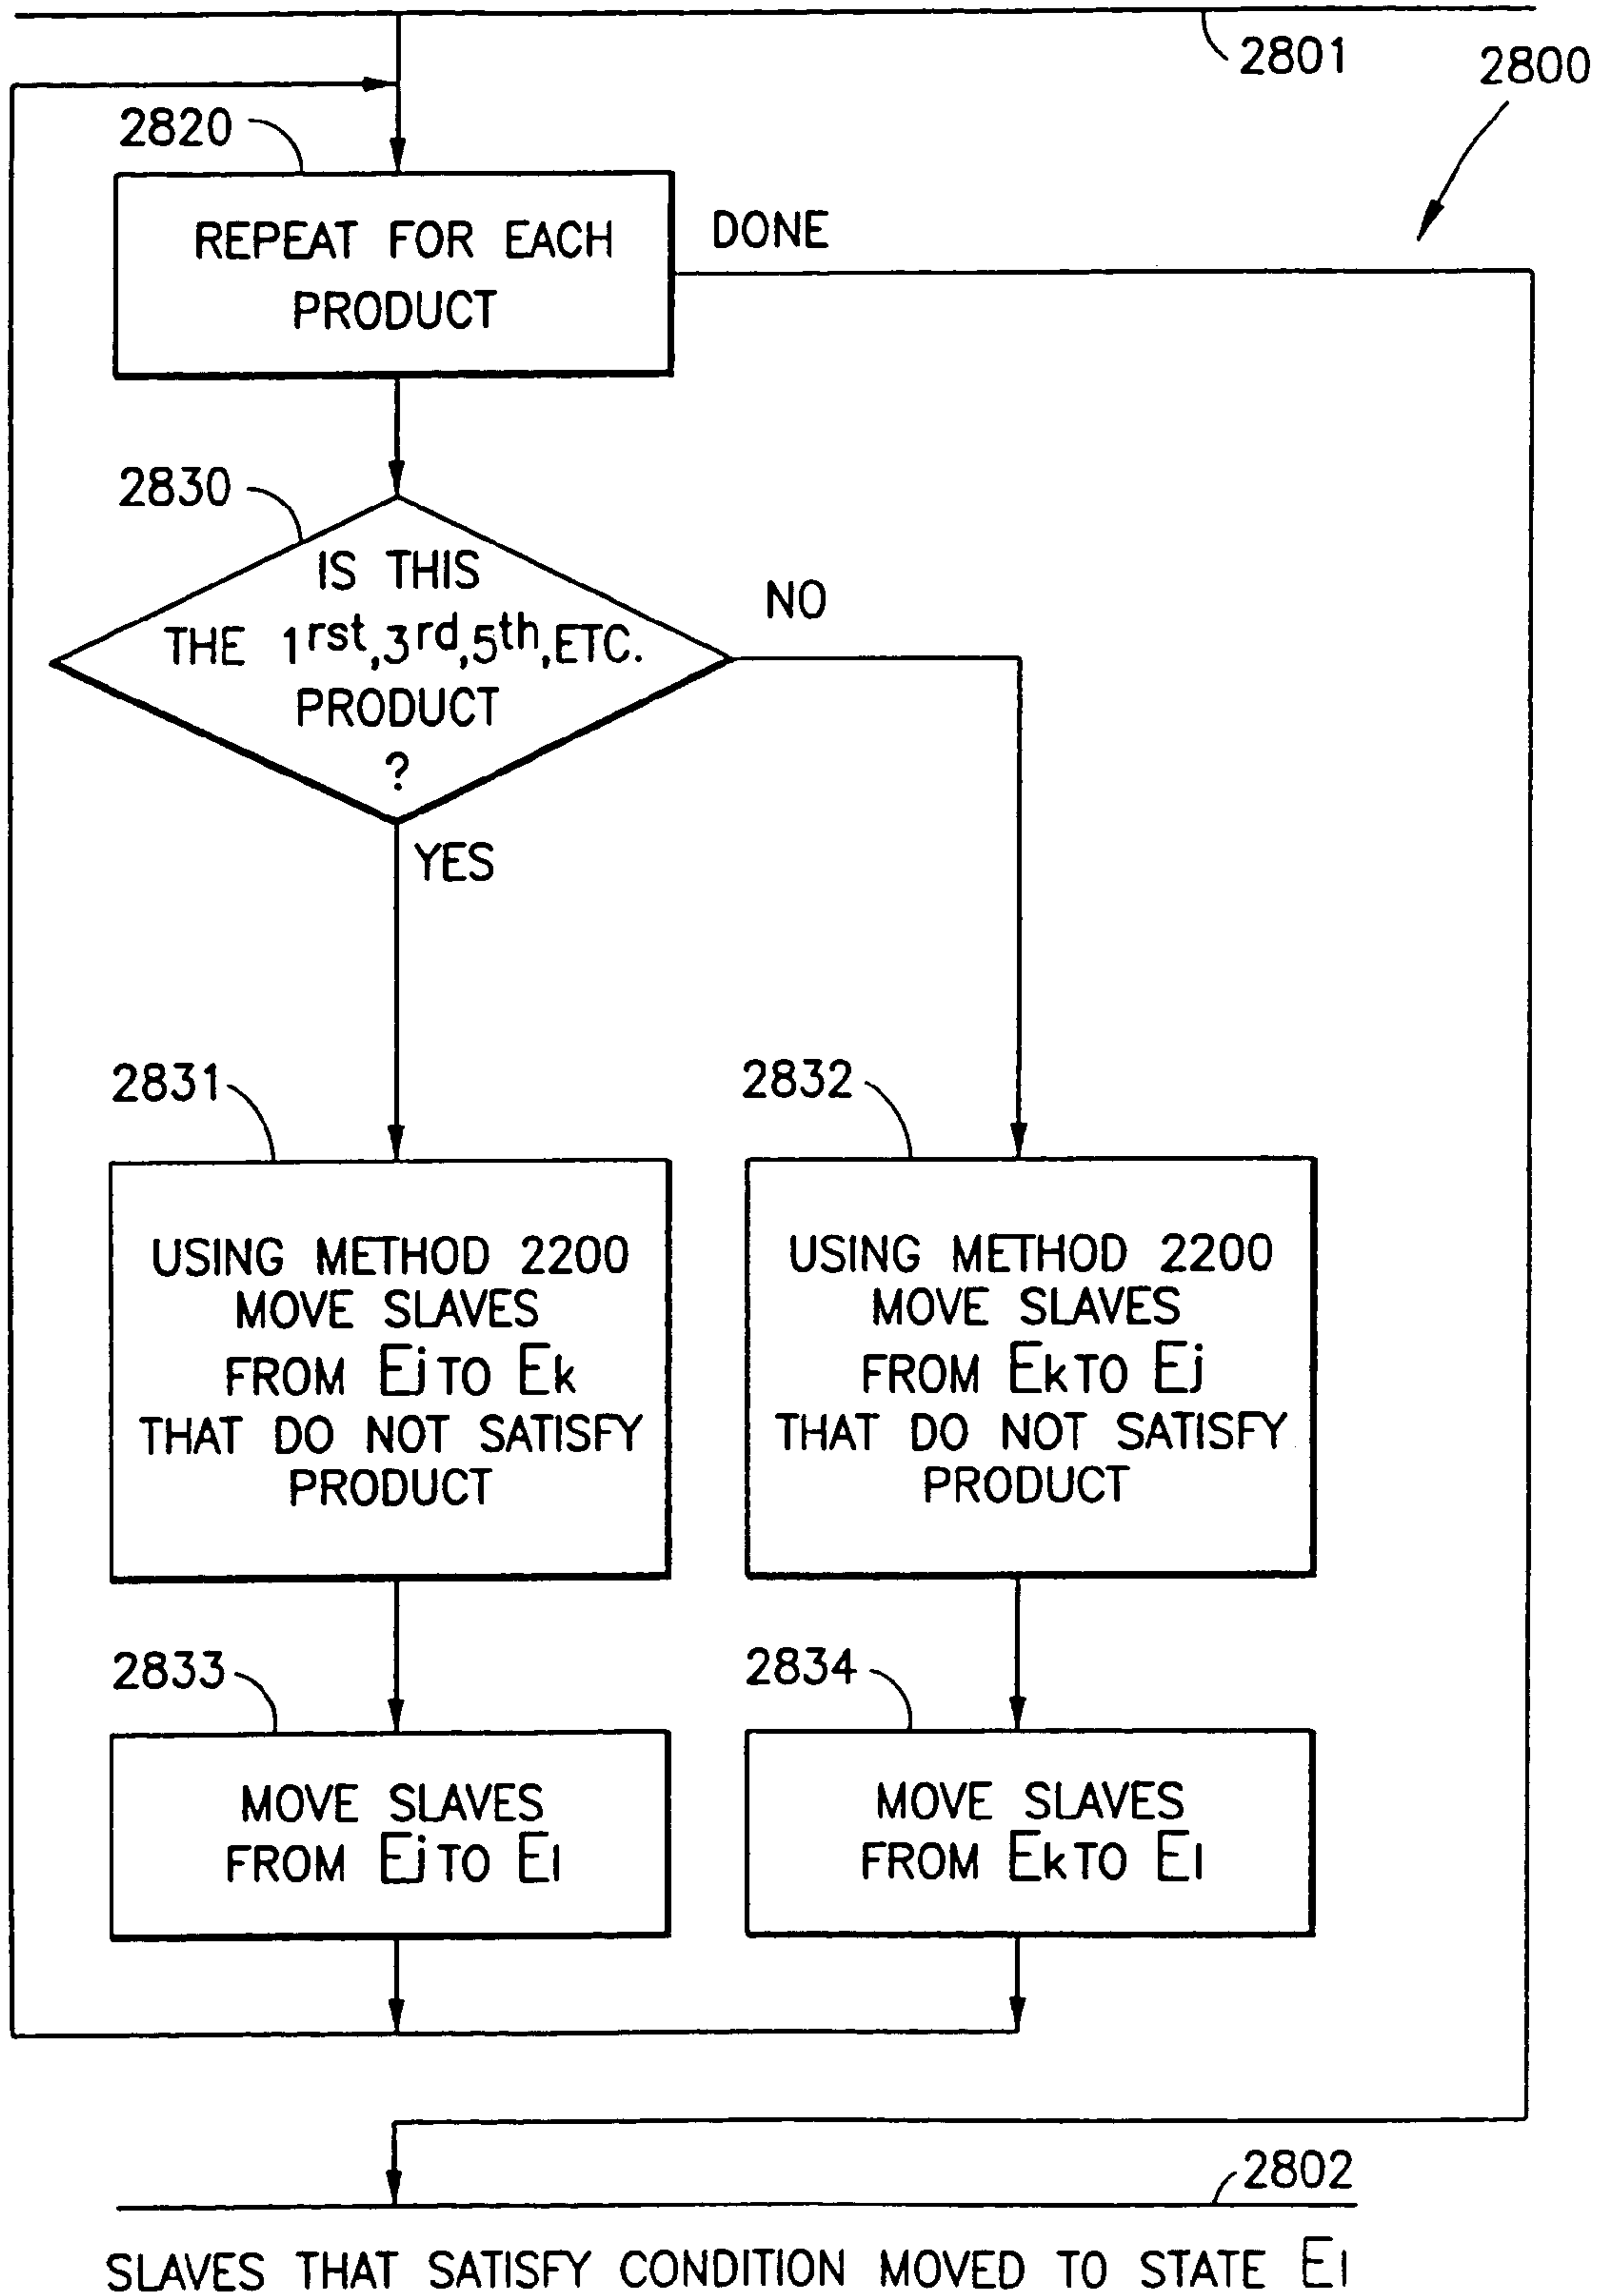 2801
2800
2820
REPEAT FOR EACH
PRODUCT
DONE
2830
IS THIS
THE 1rst,3rd,5th,ETC.
PRODUCT
?
NO
YES
2831
USING METHOD 2200
MOVE SLAVES
FROM Ej TO Ek
THAT DO NOT SATISFY
PRODUCT
2832
USING METHOD 2200
MOVE SLAVES
FROM Ek TO Ej
THAT DO NOT SATISFY
PRODUCT
2833
MOVE SLAVES
FROM Ej TO El
2834
MOVE SLAVES
FROM Ek TO El
2802
SLAVES THAT SATISFY CONDITION MOVED TO STATE El